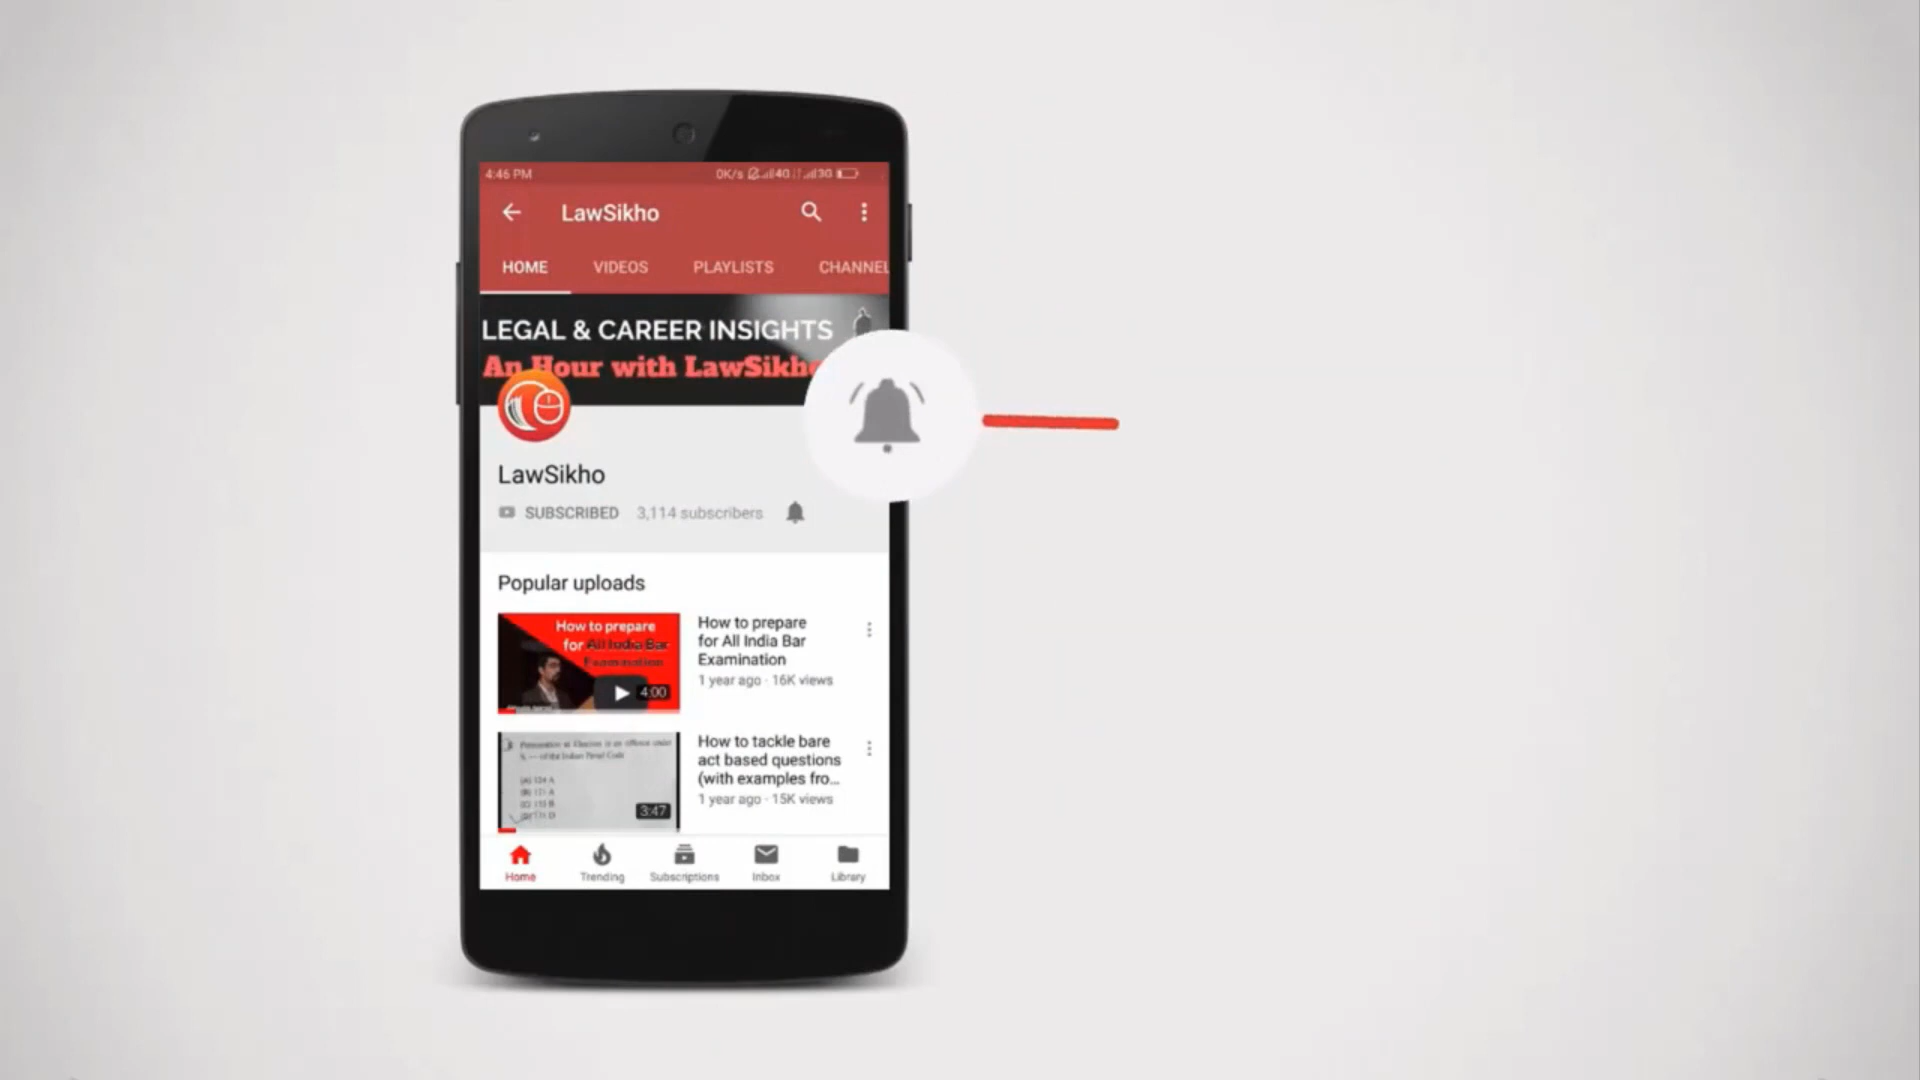 4:46 PM
0K/s 4G 3G
LawSikho
HOME VIDEOS PLAYLISTS CHANNEL
LEGAL & CAREER INSIGHTS
An Hour with LawSikho
LawSikho
SUBSCRIBED 3,114 subscribers
Popular uploads
How to prepare
for All India Bar
Examination
4:00
How to prepare
for All India Bar
Examination
1 year ago · 16K views
3:47
How to tackle bare
act based questions
(with examples fro...
1 year ago · 15K views
Home Trending Subscriptions Inbox Library